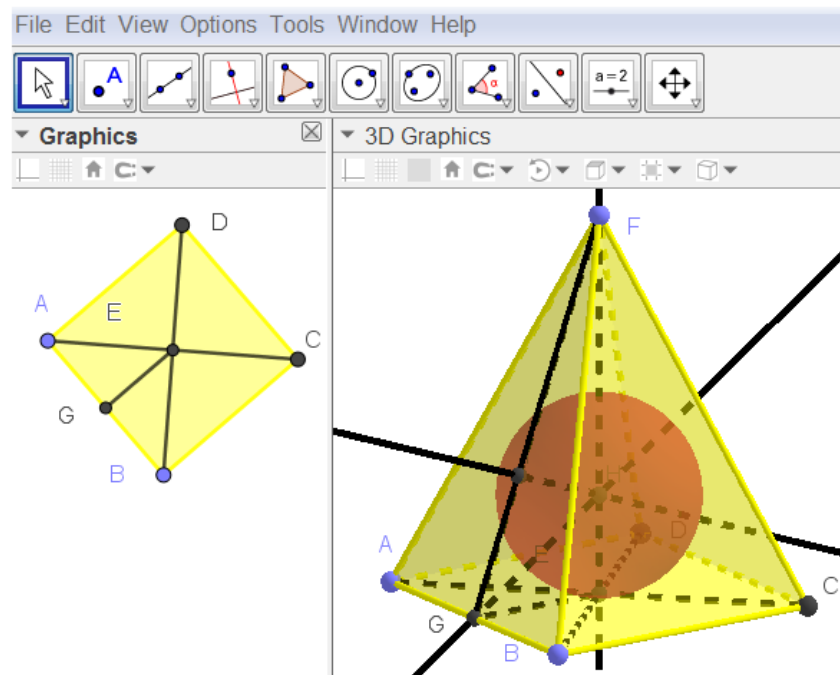 File Edit View Options Tools Window Help
A α a=2
Graphics
3D Graphics
D
A
E
C
G
B
F
H
A
D
E
C
G
B